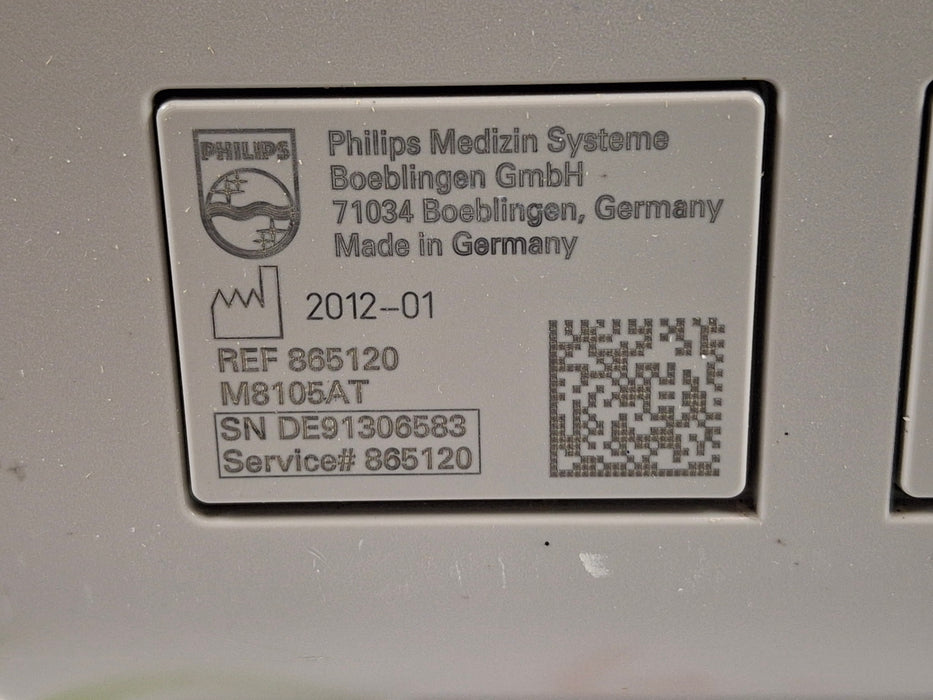 PHILIPS
Philips Medizin Systeme
Boeblingen GmbH
71034 Boeblingen, Germany
Made in Germany
2012-01
REF 865120
M8105AT
SN DE91306583
Service# 865120